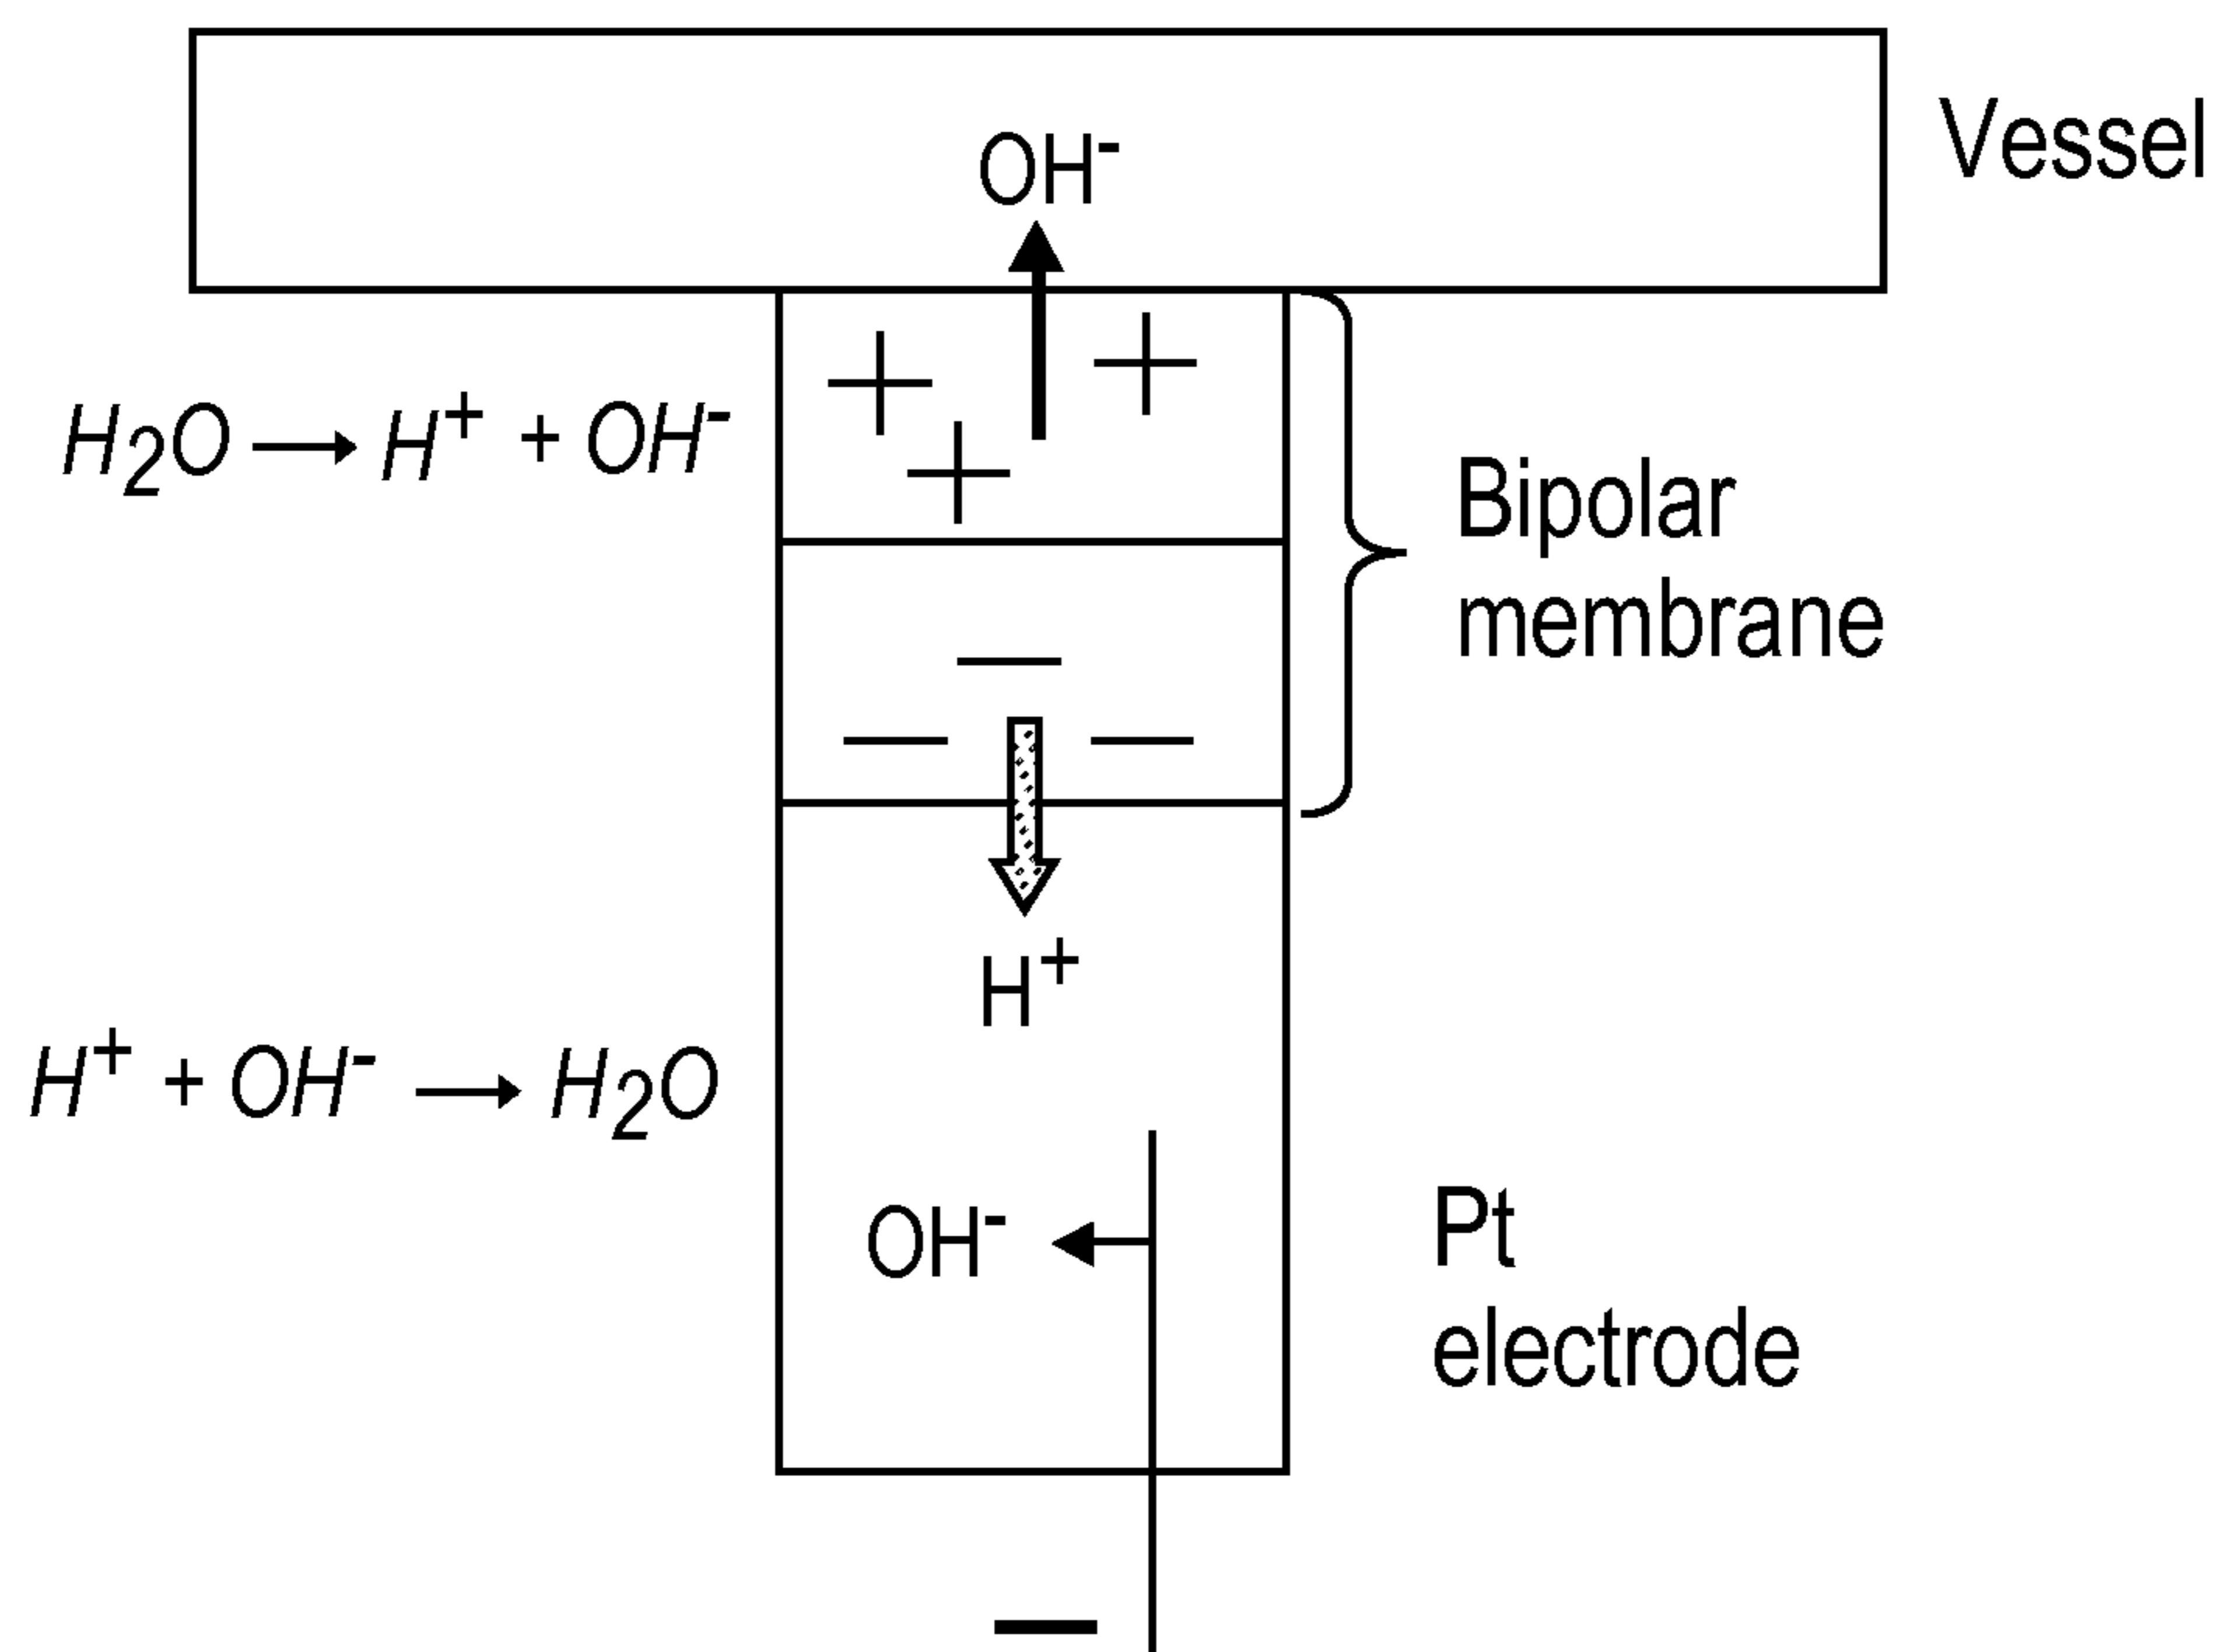 Vessel
OH⁻
H₂O → H⁺ + OH⁻
Bipolar
membrane
H⁺
H⁺ + OH⁻ → H₂O
OH⁻
Pt
electrode